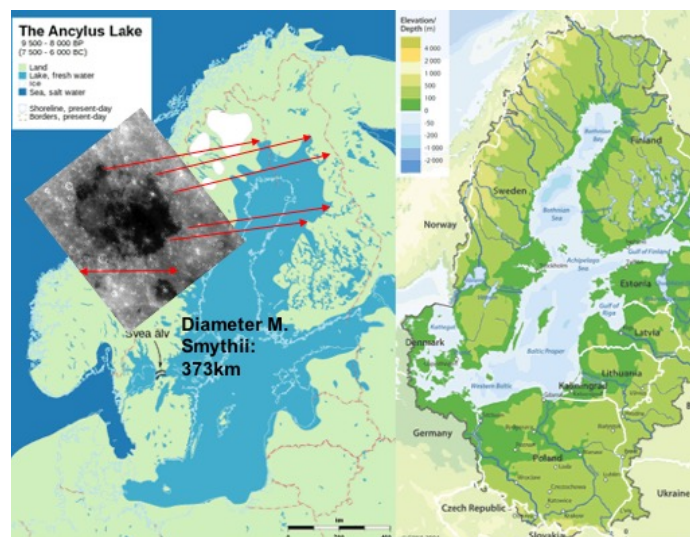 The Ancylus Lake
9 500 - 8 000 BP
(7 500 - 6 000 BC)
Land
Lake, fresh water
Ice
Sea, salt water
Shoreline, present-day
Borders, present-day
Svea älv
Diameter M.
Smythii:
373km
km
Elevation/
Depth (m)
4 000
2 000
1 000
500
100
0
-50
-200
-2 000
Bothnian
Bay
Finland
Sweden
Bothnian
Sea
Norway
Archipelago
Sea
Gulf of Finland
Stockholm
Estonia
Gulf of
Riga
Kattegat
Latvia
Denmark
Baltic Proper
Lithuania
Western Baltic
Kaliningrad
Germany
Poland
Czech Republic
Slovakia
Ukraine